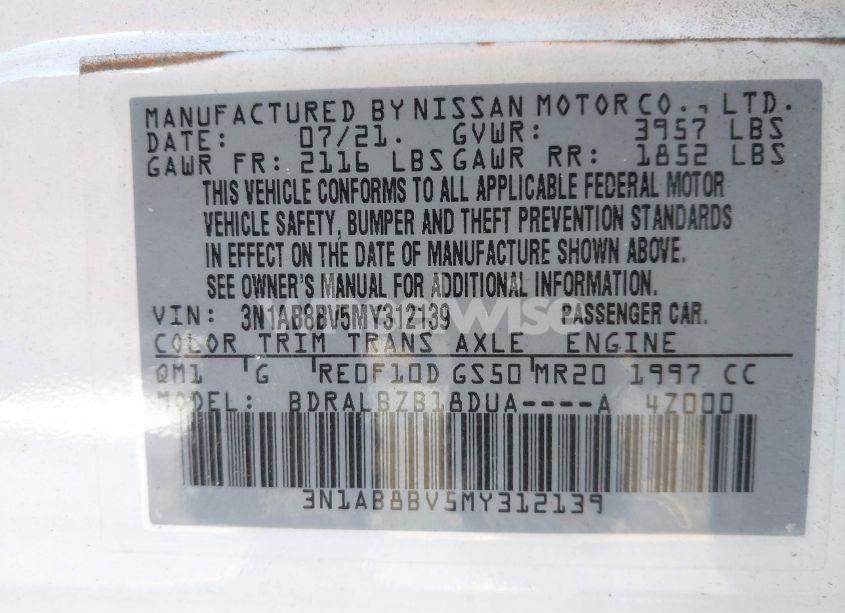 MANUFACTURED BY NISSAN MOTOR CO., LTD.
DATE: 07/21. GVWR: 3957 LBS
GAWR FR: 2116 LBS GAWR RR: 1852 LBS
THIS VEHICLE CONFORMS TO ALL APPLICABLE FEDERAL MOTOR
VEHICLE SAFETY, BUMPER AND THEFT PREVENTION STANDARDS
IN EFFECT ON THE DATE OF MANUFACTURE SHOWN ABOVE.
SEE OWNER'S MANUAL FOR ADDITIONAL INFORMATION.
VIN: 3N1AB8BV5MY312139 PASSENGER CAR.
COLOR TRIM TRANS AXLE ENGINE
QM1 G RE0F10D GS50 MR20 1997 CC
MODEL: BDRALBZB18DUA----A 4Z000
3N1AB8BV5MY312139